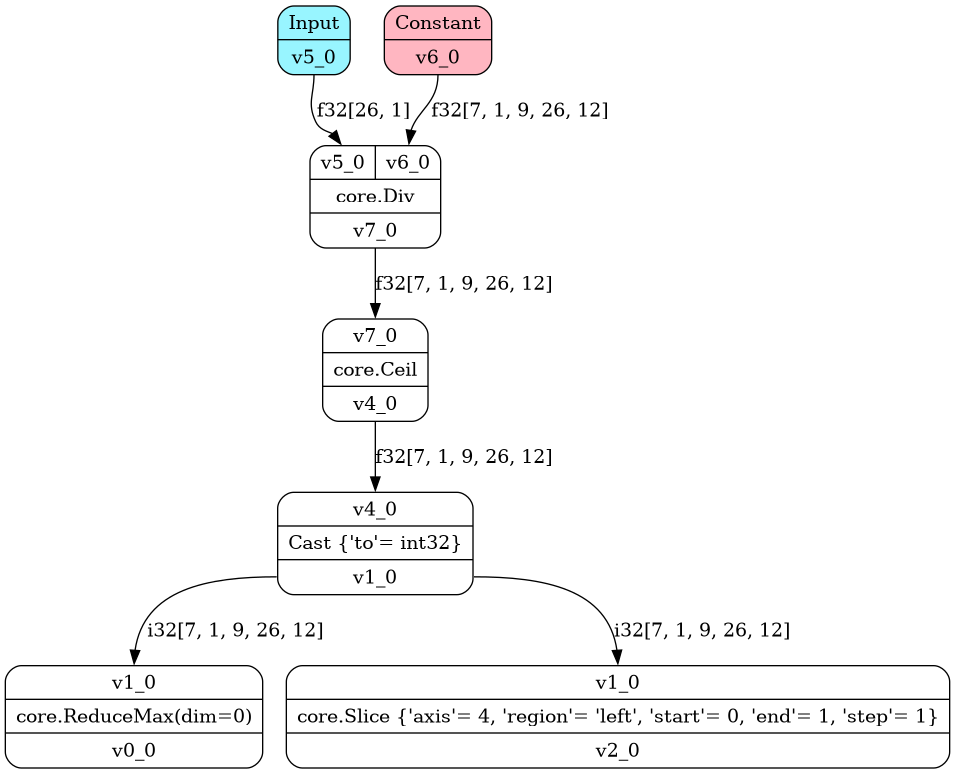 Input
v5_0
Constant
v6_0
f32[26, 1]
f32[7, 1, 9, 26, 12]
v5_0
v6_0
core.Div
v7_0
f32[7, 1, 9, 26, 12]
v7_0
core.Ceil
v4_0
f32[7, 1, 9, 26, 12]
v4_0
Cast {'to'= int32}
v1_0
i32[7, 1, 9, 26, 12]
i32[7, 1, 9, 26, 12]
v1_0
core.ReduceMax(dim=0)
v0_0
v1_0
core.Slice {'axis'= 4, 'region'= 'left', 'start'= 0, 'end'= 1, 'step'= 1}
v2_0